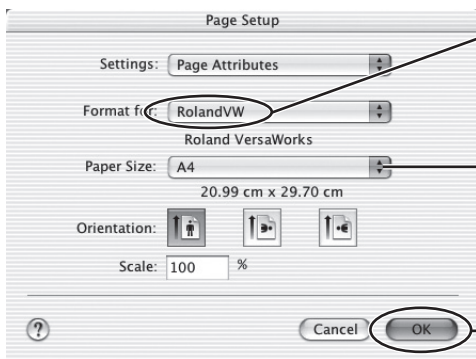 Page Setup
Settings: Page Attributes
Format for: RolandVW
Roland VersaWorks
Paper Size: A4
20.99 cm x 29.70 cm
Orientation:
Scale: 100 %
? Cancel OK